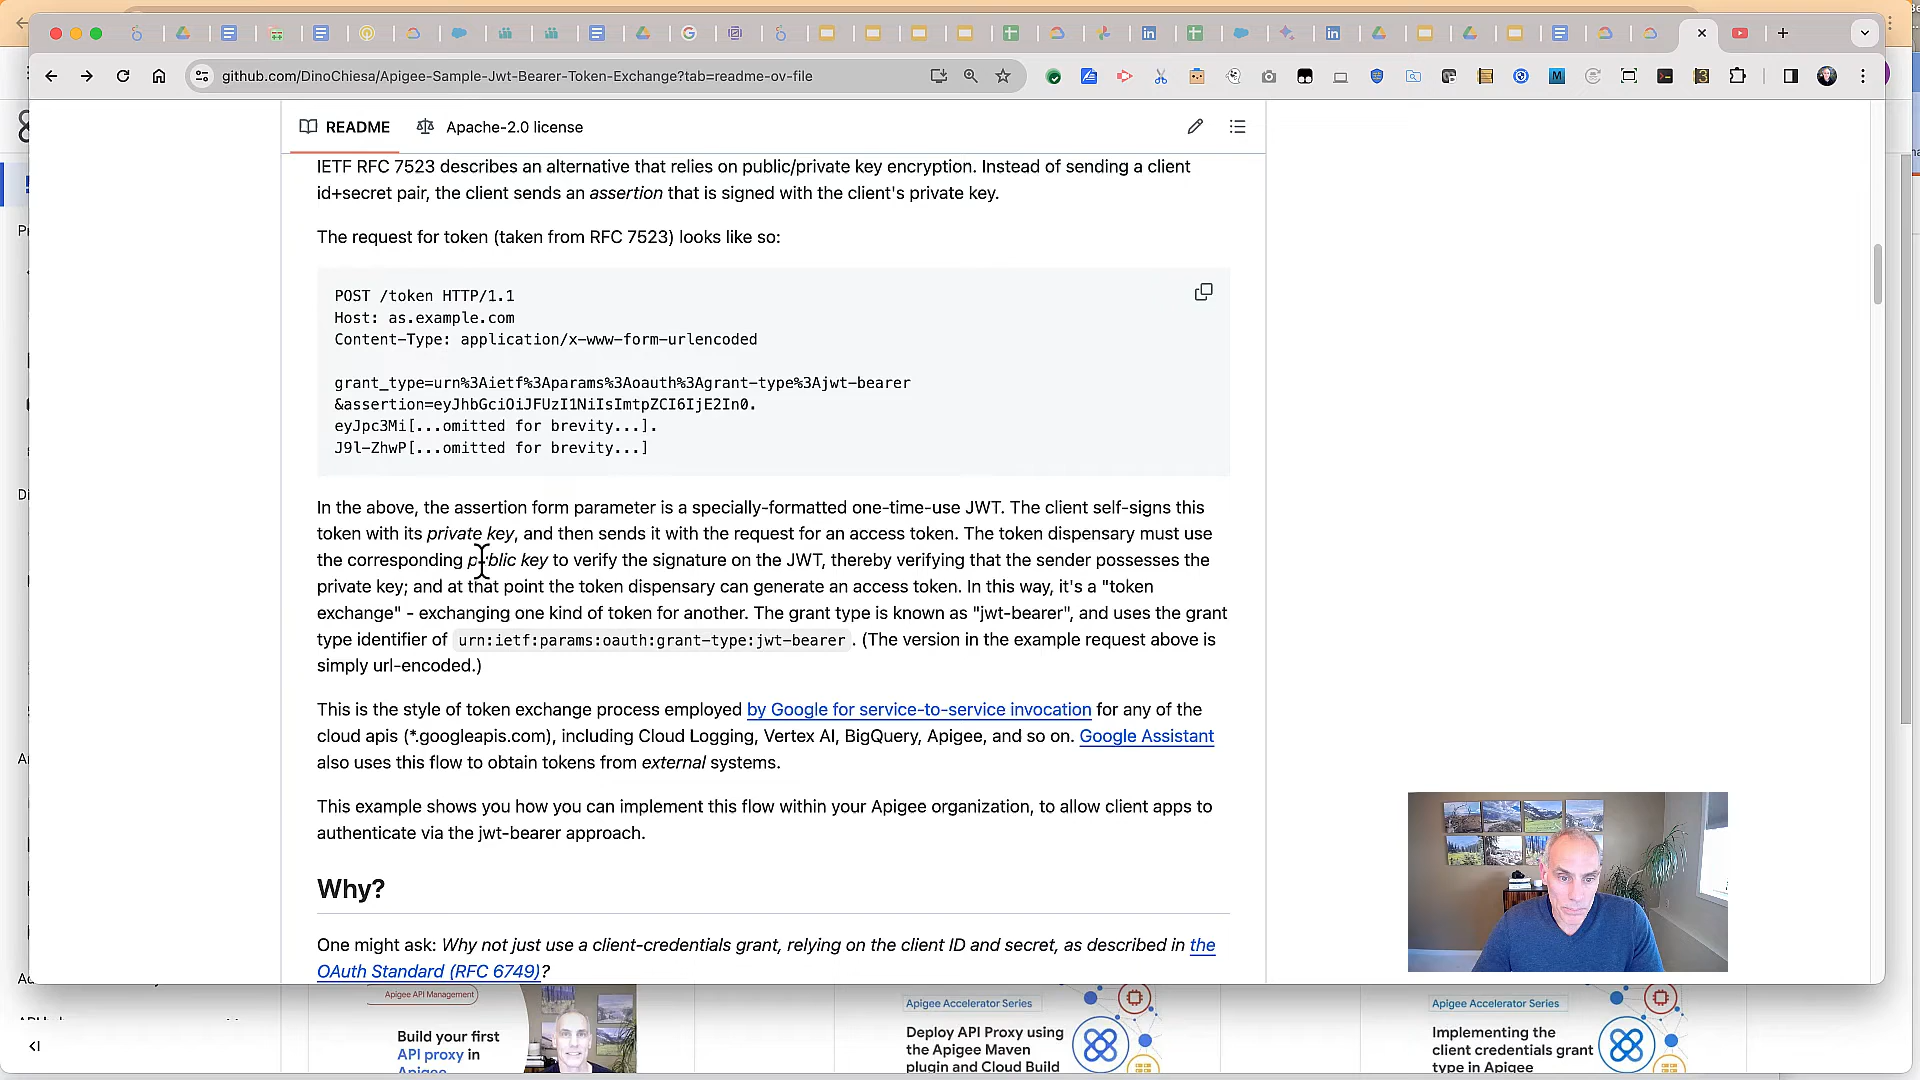 github.com/DinoChiesa/Apigee-Sample-Jwt-Bearer-Token-Exchange?tab=readme-ov-file
README
Apache-2.0 license
IETF RFC 7523 describes an alternative that relies on public/private key encryption. Instead of sending a client
id+secret pair, the client sends an assertion that is signed with the client's private key.
The request for token (taken from RFC 7523) looks like so:
POST /token HTTP/1.1
Host: as.example.com
Content-Type: application/x-www-form-urlencoded
grant_type=urn%3Aietf%3Aparams%3Aoauth%3Agrant-type%3Ajwt-bearer
&assertion=eyJhbGciOiJFUzI1NiIsImtpZCI6IjE2In0.
eyJpc3Mi[...omitted for brevity...].
J9l-ZhwP[...omitted for brevity...]
In the above, the assertion form parameter is a specially-formatted one-time-use JWT. The client self-signs this
token with its private key, and then sends it with the request for an access token. The token dispensary must use
the corresponding public key to verify the signature on the JWT, thereby verifying that the sender possesses the
private key; and at that point the token dispensary can generate an access token. In this way, it's a "token
exchange" - exchanging one kind of token for another. The grant type is known as "jwt-bearer", and uses the grant
type identifier of urn:ietf:params:oauth:grant-type:jwt-bearer . (The version in the example request above is
simply url-encoded.)
This is the style of token exchange process employed by Google for service-to-service invocation for any of the
cloud apis (*.googleapis.com), including Cloud Logging, Vertex AI, BigQuery, Apigee, and so on. Google Assistant
also uses this flow to obtain tokens from external systems.
This example shows you how you can implement this flow within your Apigee organization, to allow client apps to
authenticate via the jwt-bearer approach.
Why?
One might ask: Why not just use a client-credentials grant, relying on the client ID and secret, as described in the
OAuth Standard (RFC 6749)?
Apigee API Management
Build your first
API proxy in
Apigee
Apigee Accelerator Series
Deploy API Proxy using
the Apigee Maven
plugin and Cloud Build
Apigee Accelerator Series
Implementing the
client credentials grant
type in Apigee